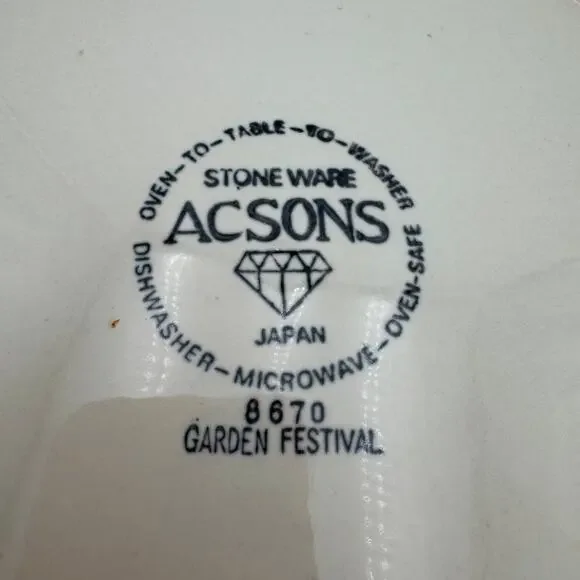 OVEN-TO-TABLE-TO-WASHER
STONE WARE
ACSONS
JAPAN
DISHWASHER-MICROWAVE-OVEN-SAFE
8670
GARDEN FESTIVAL